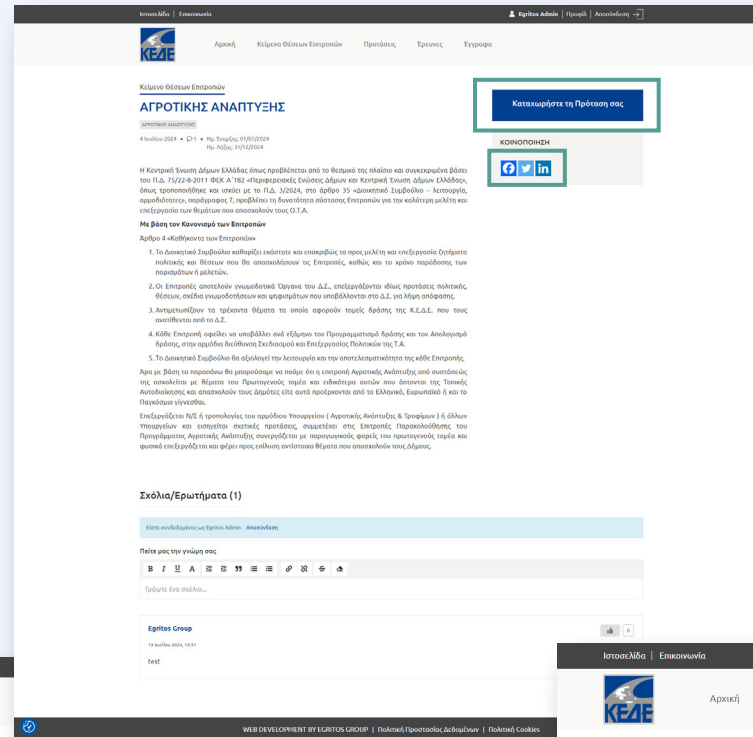 Ιστοσελίδα | Επικοινωνία
Egritos Admin | Προφίλ | Αποσύνδεση
ΚΕΔΕ
Αρχική Κείμενα Θέσεων Επιτροπών Προτάσεις Έρευνες Έγγραφα
Κείμενα Θέσεων Επιτροπών
ΑΓΡΟΤΙΚΗΣ ΑΝΑΠΤΥΞΗΣ
ΑΓΡΟΤΙΚΗΣ ΑΝΑΠΤΥΞΗΣ
4 Ιουλίου 2024 • 1 • Ημ. Έναρξης: 01/07/2024
Ημ. Λήξης: 31/12/2024
Καταχωρήστε τη Πρόταση σας
ΚΟΙΝΟΠΟΙΗΣΗ
Η Κεντρική Ένωση Δήμων Ελλάδας όπως προβλέπεται από το θεσμικό της πλαίσιο και συγκεκριμένα βάσει
του Π.Δ. 75/22-8-2011 ΦΕΚ Α΄182 «Περιφερειακές Ενώσεις Δήμων και Κεντρική Ένωση Δήμων Ελλάδας»,
όπως τροποποιήθηκε και ισχύει με το Π.Δ. 3/2024, στο άρθρο 35 «Διοικητικό Συμβούλιο – λειτουργία,
αρμοδιότητες», παράγραφος 7, προβλέπει τη δυνατότητα σύστασης Επιτροπών για την καλύτερη μελέτη και
επεξεργασία των θεμάτων που απασχολούν τους Ο.Τ.Α.
Με βάση τον Κανονισμό των Επιτροπών
Άρθρο 4 «Καθήκοντα των Επιτροπών»
1. Το Διοικητικό Συμβούλιο καθορίζει εκάστοτε και επακριβώς τα προς μελέτη και επεξεργασία ζητήματα
πολιτικής και θέσεων που θα απασχολήσουν τις Επιτροπές, καθώς και το χρόνο παράδοσης των
πορισμάτων ή μελετών.
2. Οι Επιτροπές αποτελούν γνωμοδοτικά Όργανα του Δ.Σ., επεξεργάζονται ιδίως προτάσεις πολιτικής,
θέσεων, σχέδια γνωμοδοτήσεων και ψηφισμάτων που υποβάλλονται στο Δ.Σ. για λήψη απόφασης.
3. Αντιμετωπίζουν τα τρέχοντα θέματα τα οποία αφορούν τομείς δράσης της Κ.Ε.Δ.Ε. που τους
ανατίθενται από το Δ.Σ.
4. Κάθε Επιτροπή οφείλει να υποβάλλει ανά εξάμηνο τον Προγραμματισμό δράσης και τον Απολογισμό
δράσης, στην αρμόδια διεύθυνση Σχεδιασμού και Επεξεργασίας Πολιτικών της Τ.Α.
5. Το Διοικητικό Συμβούλιο θα αξιολογεί την λειτουργία και την αποτελεσματικότητα της κάθε Επιτροπής.
Άρα με βάση τα παραπάνω θα μπορούσαμε να πούμε ότι η επιτροπή Αγροτικής Ανάπτυξης από συστάσεώς
της ασχολείται με θέματα του Πρωτογενούς τομέα και ειδικότερα αυτών που άπτονται της Τοπικής
Αυτοδιοίκησης και απασχολούν τους Δημότες είτε αυτά προέρχονται από το Ελληνικό, Ευρωπαϊκό ή και το
Παγκόσμιο γίγνεσθαι.
Επεξεργάζεται Ν/Σ ή τροπολογίες του αρμόδιου Υπουργείου ( Αγροτικής Ανάπτυξης & Τροφίμων ) ή άλλων
Υπουργείων και εισηγείται σχετικές προτάσεις, συμμετέχει στις Επιτροπές Παρακολούθησης του
Προγράμματος Αγροτικής Ανάπτυξης συνεργάζεται με παραγωγικούς φορείς του πρωτογενούς τομέα και
φυσικά επεξεργάζεται και φέρει προς επίλυση αντίστοιχα θέματα που απασχολούν τους Δήμους.
Σχόλια/Ερωτήματα (1)
Είστε συνδεδεμένος ως Egritos Admin Αποσύνδεση
Πείτε μας την γνώμη σας
B I U A
Γράψτε ένα σχόλιο...
Egritos Group
19 Ιουλίου 2024, 13:31
0
test
WEB DEVELOPMENT BY EGRITOS GROUP | Πολιτική Προστασίας Δεδομένων | Πολιτική Cookies
Ιστοσελίδα | Επικοινωνία
ΚΕΔΕ
Αρχική